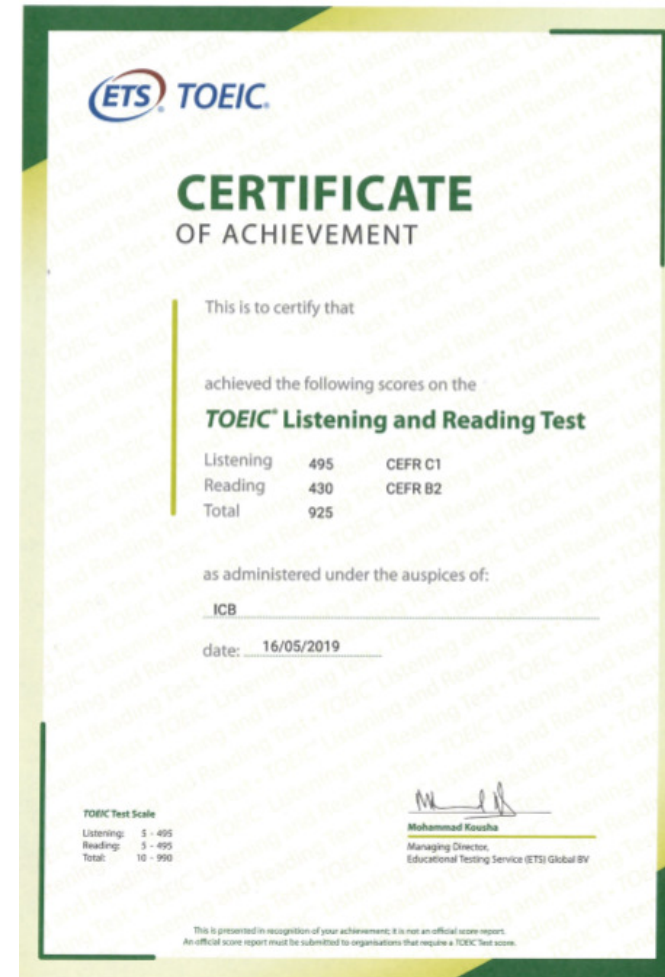 ETS® TOEIC®
CERTIFICATE
OF ACHIEVEMENT
This is to certify that
achieved the following scores on the
TOEIC® Listening and Reading Test
Listening 495 CEFR C1
Reading 430 CEFR B2
Total 925
as administered under the auspices of:
ICB
date: 16/05/2019
TOEIC Test Scale
Listening: 5 - 495
Reading: 5 - 495
Total: 10 - 990
Mohammad Kousha
Managing Director,
Educational Testing Service (ETS) Global BV
This is presented in recognition of your achievement; it is not an official score report.
An official score report must be submitted to organisations that require a TOEIC Test score.